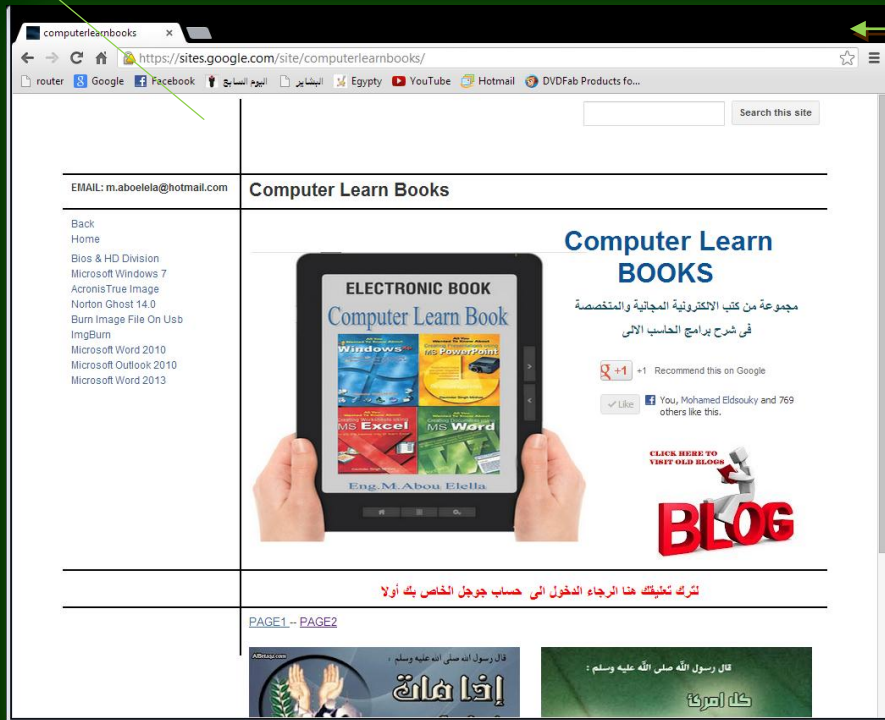 computerlearnbooks
https://sites.google.com/site/computerlearnbooks/
router Google Facebook اليوم السابع البشاير Egypty YouTube Hotmail DVDFab Products fo...
Search this site
EMAIL: m.aboelela@hotmail.com
Computer Learn Books
Back
Home
Bios & HD Division
Microsoft Windows 7
AcronisTrue Image
Norton Ghost 14.0
Burn Image File On Usb
ImgBurn
Microsoft Word 2010
Microsoft Outlook 2010
Microsoft Word 2013
ELECTRONIC BOOK
Computer Learn Book
Windows
MS PowerPoint
MS Excel
MS Word
Eng.M.Abou Elella
Computer Learn
BOOKS
مجموعة من كتب الالكترونية المجانية والمتخصصة
فى شرح برامج الحاسب الالى
g +1 +1 Recommend this on Google
Like You, Mohamed Eldsouky and 769
others like this.
CLICK HERE TO
VISIT OLD BLOGS
BLOG
لترك تعليقك هنا الرجاء الدخول الى حساب جوجل الخاص بك أولا
PAGE1 -- PAGE2
قال رسول الله صلى الله عليه وسلم :
إذا مات
قال رسول الله صلى الله عليه وسلم :
كل امرئ